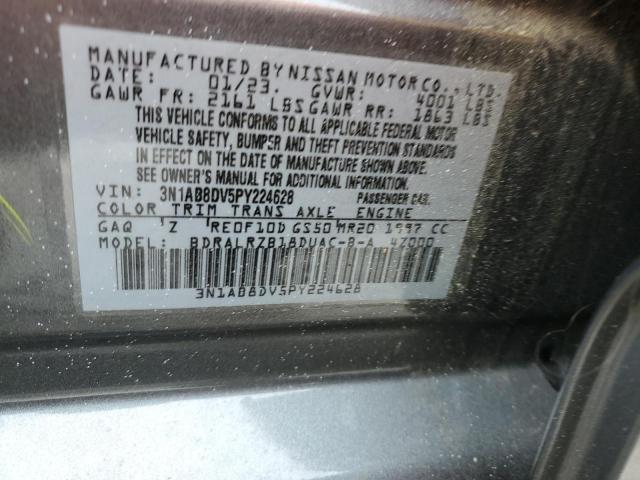 MANUFACTURED BY NISSAN MOTOR CO., LTD.
DATE: 01/23. GVWR: 4001 LBS
GAWR FR: 2161 LBS GAWR RR: 1863 LBS
THIS VEHICLE CONFORMS TO ALL APPLICABLE FEDERAL MOTOR
VEHICLE SAFETY, BUMPER AND THEFT PREVENTION STANDARDS
IN EFFECT ON THE DATE OF MANUFACTURE SHOWN ABOVE.
SEE OWNER'S MANUAL FOR ADDITIONAL INFORMATION.
VIN: 3N1AB8DV5PY224628 PASSENGER CAR.
COLOR TRIM TRANS AXLE ENGINE
GAQ 'Z 'RE0F10D GS50'MR20 1997 CC
MODEL: BDRALRZB18DUAC-B-A 4Z000
3N1AB8DV5PY224628